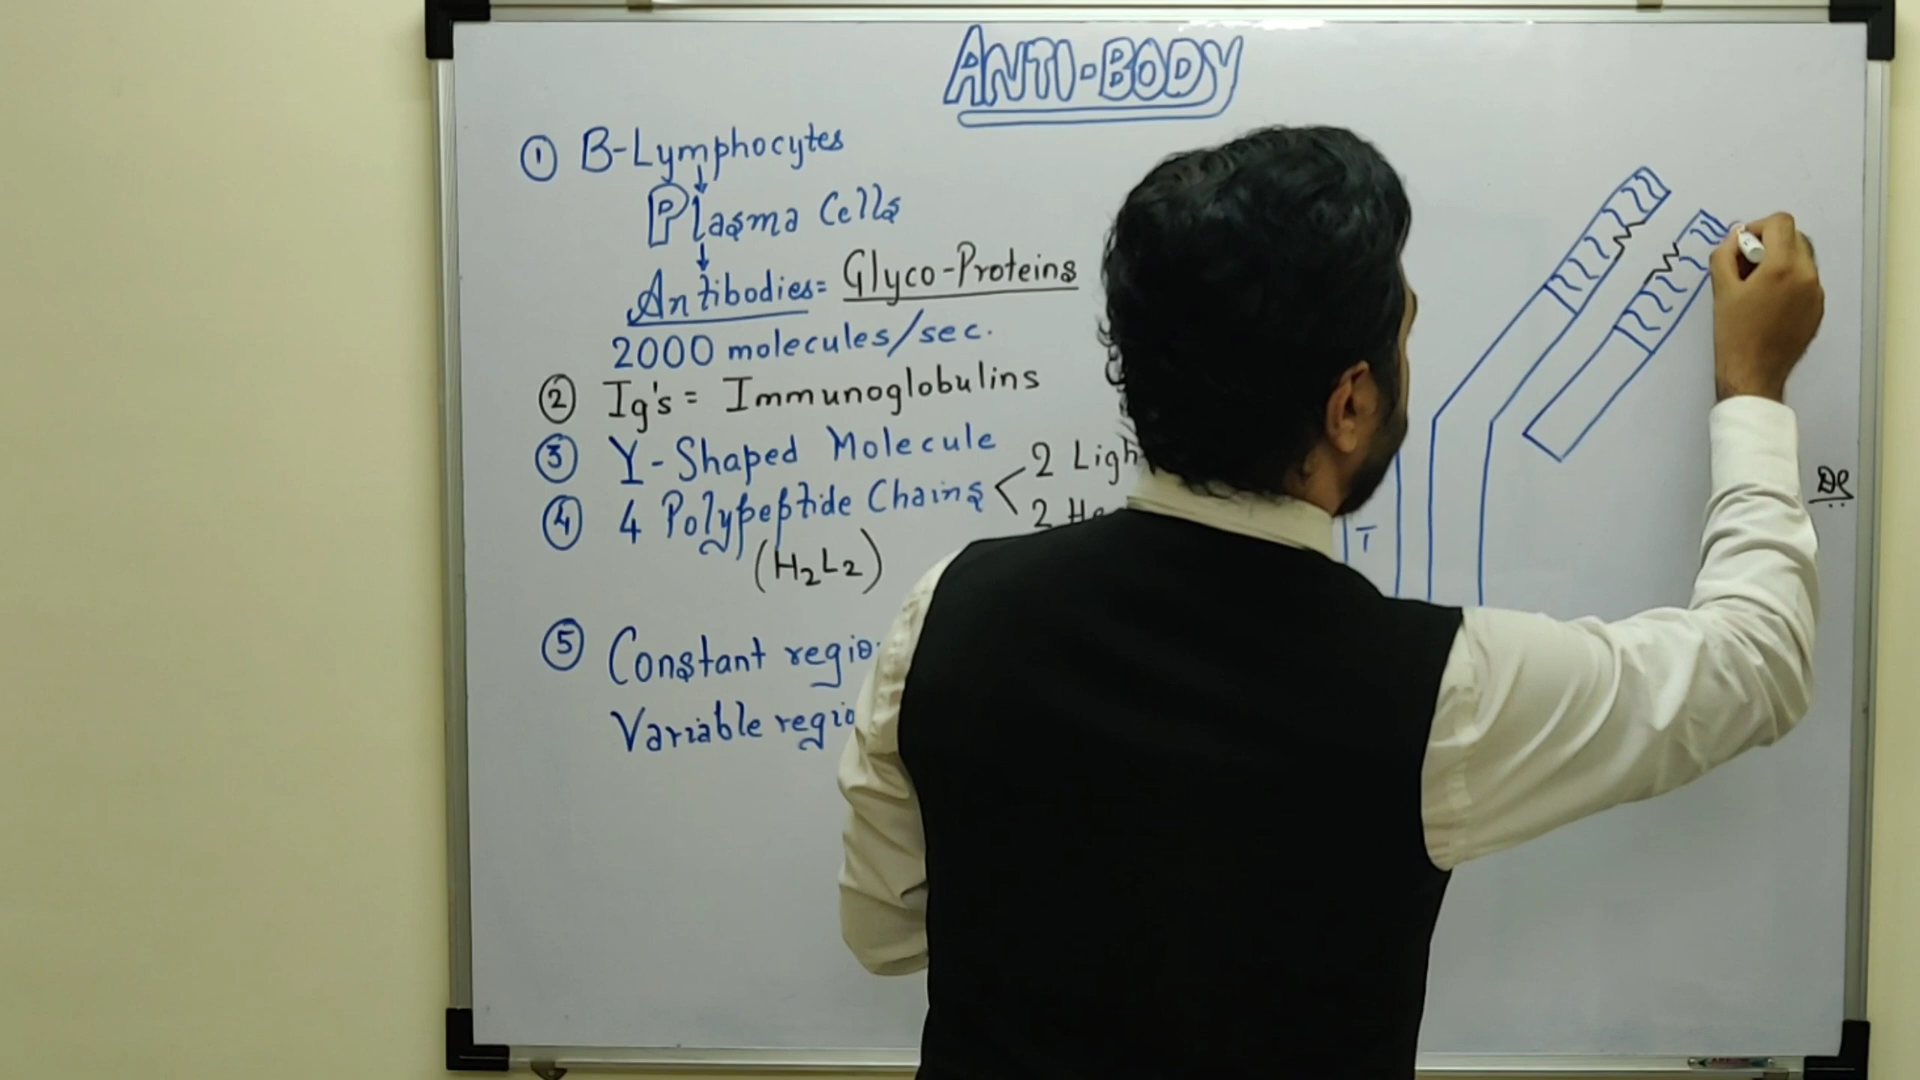 ANTI-BODY
① B-Lymphocytes
Plasma Cells
Antibodies= Glyco-Proteins
2000 molecules/sec.
② Ig's = Immunoglobulins
③ Y-Shaped Molecule
④ 4 Polypeptide Chains < 2 Ligh
2 He
(H2L2)
⑤ Constant regio
Variable regio
T